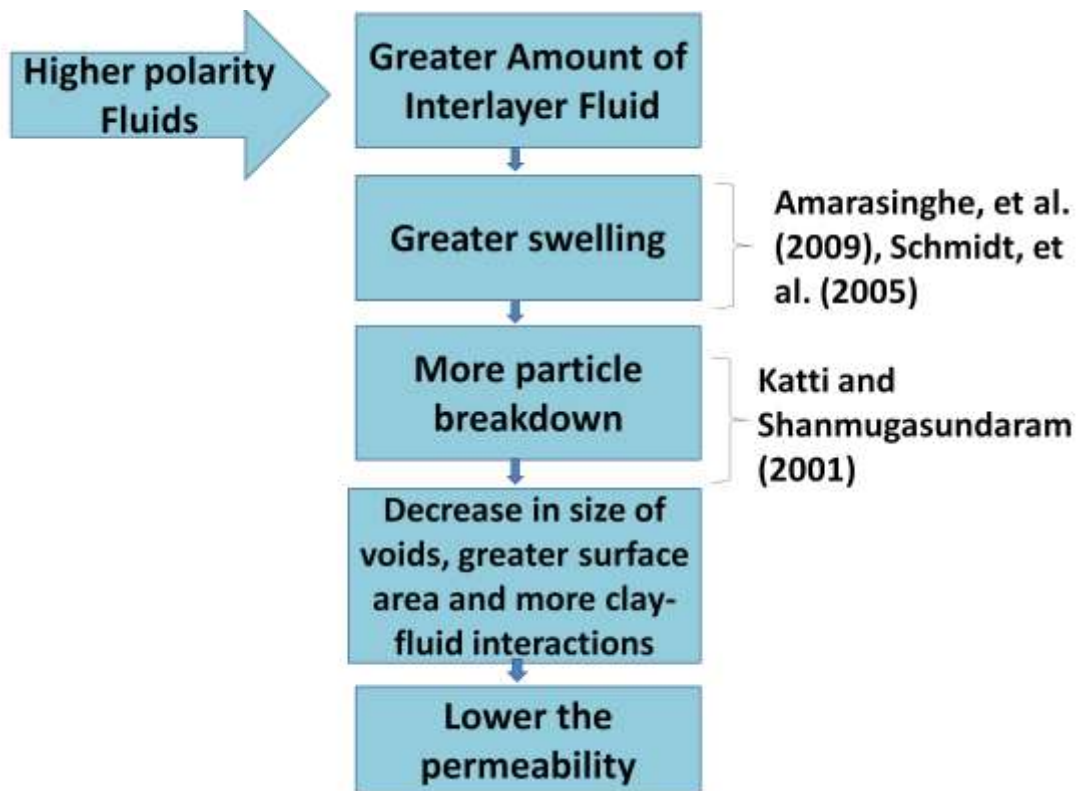 Higher polarity
Fluids
Greater Amount of
Interlayer Fluid
Greater swelling
Amarasinghe, et al.
(2009), Schmidt, et
al. (2005)
More particle
breakdown
Katti and
Shanmugasundaram
(2001)
Decrease in size of
voids, greater surface
area and more clay-
fluid interactions
Lower the
permeability